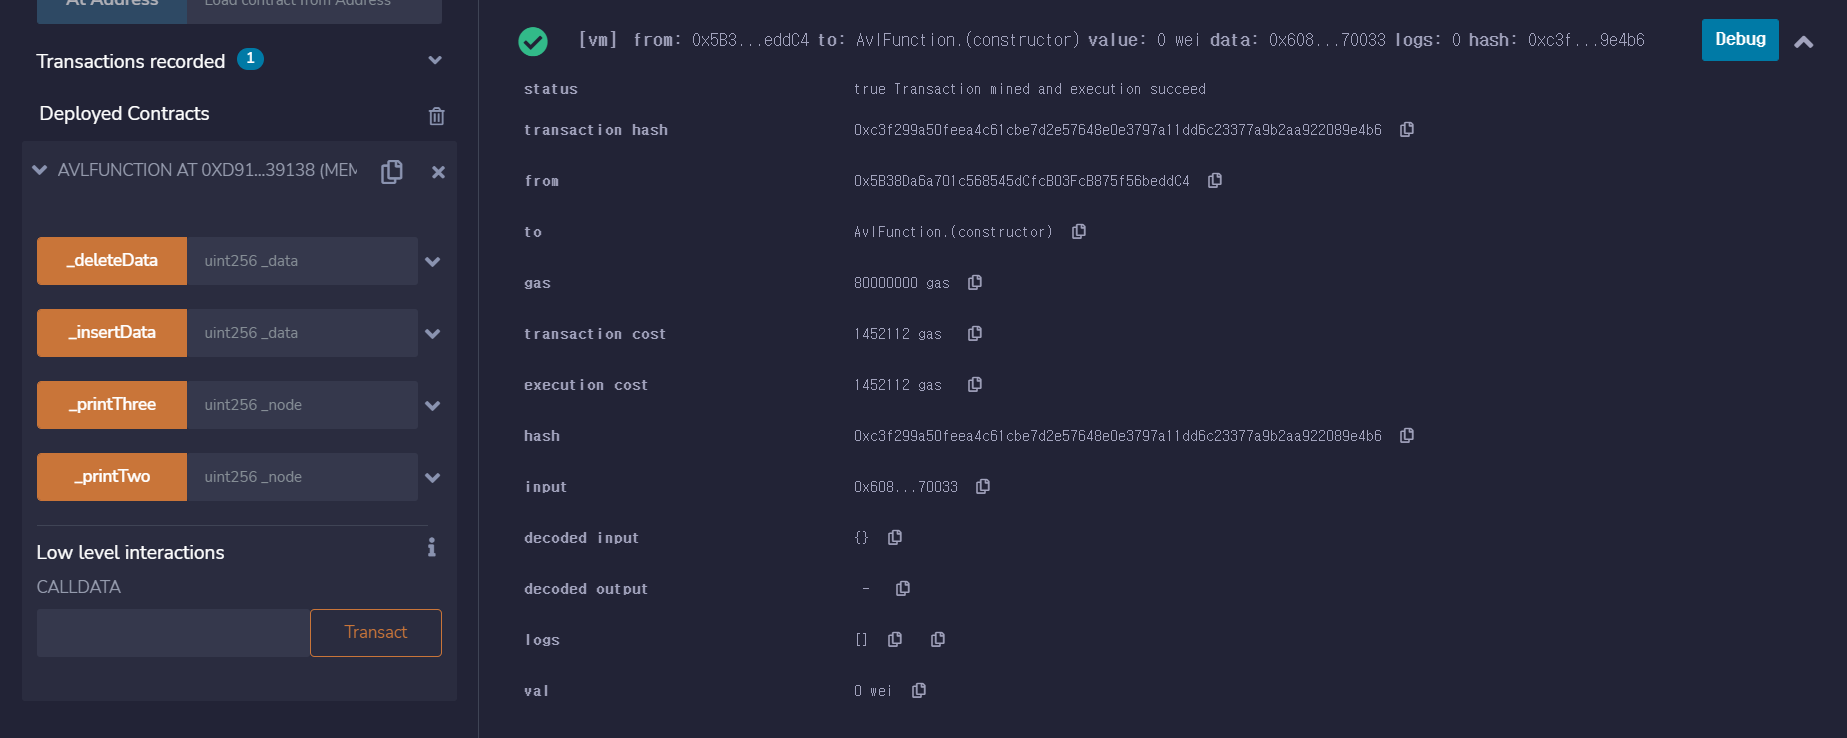 At Address Load contract from Address
Transactions recorded 1
Deployed Contracts
AVLFUNCTION AT 0XD91...39138 (MEM
_deleteData uint256 _data
_insertData uint256 _data
_printThree uint256 _node
_printTwo uint256 _node
Low level interactions i
CALLDATA
Transact
[vm] from: 0x5B3...eddC4 to: AvlFunction.(constructor) value: 0 wei data: 0x608...70033 logs: 0 hash: 0xc3f...9e4b6 Debug
status true Transaction mined and execution succeed
transaction hash 0xc3f299a50feea4c61cbe7d2e57648e0e3797a11dd6c23377a9b2aa922089e4b6
from 0x5B38Da6a701c568545dCfcB03FcB875f56beddC4
to AvlFunction.(constructor)
gas 80000000 gas
transaction cost 1452112 gas
execution cost 1452112 gas
hash 0xc3f299a50feea4c61cbe7d2e57648e0e3797a11dd6c23377a9b2aa922089e4b6
input 0x608...70033
decoded input {}
decoded output -
logs []
val 0 wei